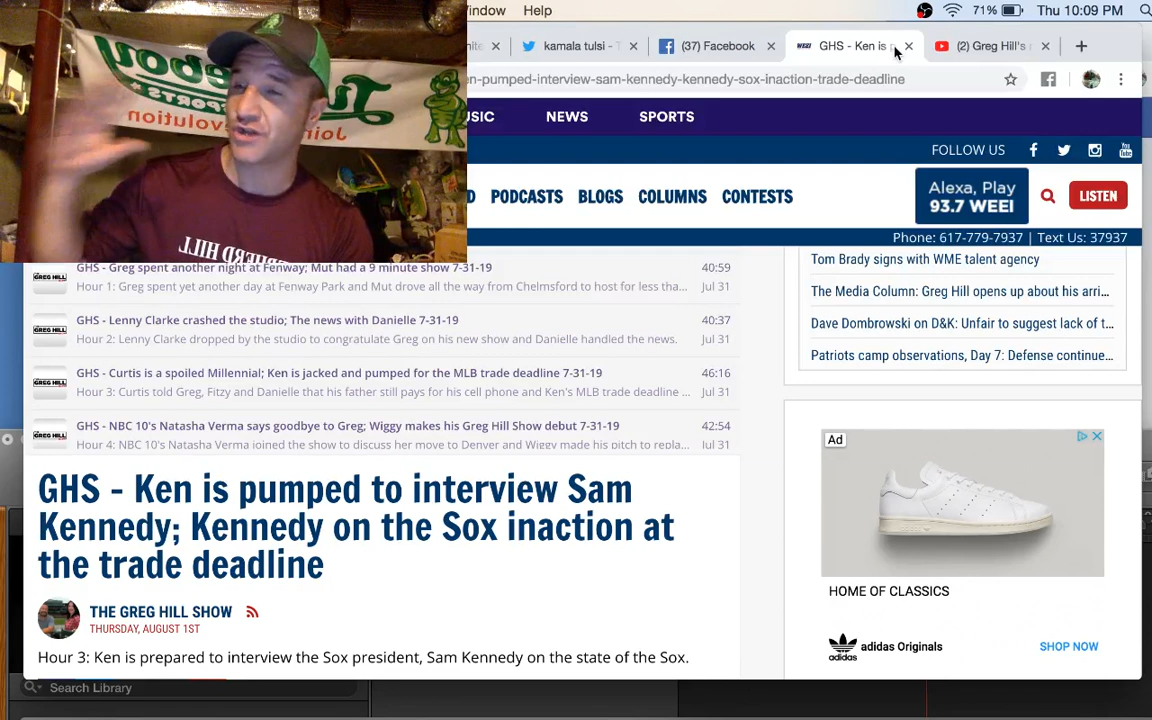 Window Help
71% Thu 10:09 PM
kamala tulsi - T
(37) Facebook
GHS - Ken is p
(2) Greg Hill's
n-pumped-interview-sam-kennedy-kennedy-sox-inaction-trade-deadline
SIC NEWS SPORTS
FOLLOW US
PODCASTS BLOGS COLUMNS CONTESTS
Alexa, Play
93.7 WEEI
LISTEN
Phone: 617-779-7937 | Text Us: 37937
GHS - Greg spent another night at Fenway; Mut had a 9 minute show 7-31-19 40:59
Hour 1: Greg spent yet another day at Fenway Park and Mut drove all the way from Chelmsford to host for less tha... Jul 31
GHS - Lenny Clarke crashed the studio; The news with Danielle 7-31-19 40:37
Hour 2: Lenny Clarke dropped by the studio to congratulate Greg on his new show and Danielle handled the news. Jul 31
GHS - Curtis is a spoiled Millennial; Ken is jacked and pumped for the MLB trade deadline 7-31-19 46:16
Hour 3: Curtis told Greg, Fitzy and Danielle that his father still pays for his cell phone and Ken's MLB trade deadline ... Jul 31
GHS - NBC 10's Natasha Verma says goodbye to Greg; Wiggy makes his Greg Hill Show debut 7-31-19 42:54
Hour 4: NBC 10's Natasha Verma joined the show to discuss her move to Denver and Wiggy made his pitch to repla... Jul 31
GHS - Ken is pumped to interview Sam
Kennedy; Kennedy on the Sox inaction at
the trade deadline
THE GREG HILL SHOW
THURSDAY, AUGUST 1ST
Hour 3: Ken is prepared to interview the Sox president, Sam Kennedy on the state of the Sox.
Tom Brady signs with WME talent agency
The Media Column: Greg Hill opens up about his arri...
Dave Dombrowski on D&K: Unfair to suggest lack of t...
Patriots camp observations, Day 7: Defense continue...
Ad
HOME OF CLASSICS
adidas
adidas Originals
SHOP NOW
Search Library